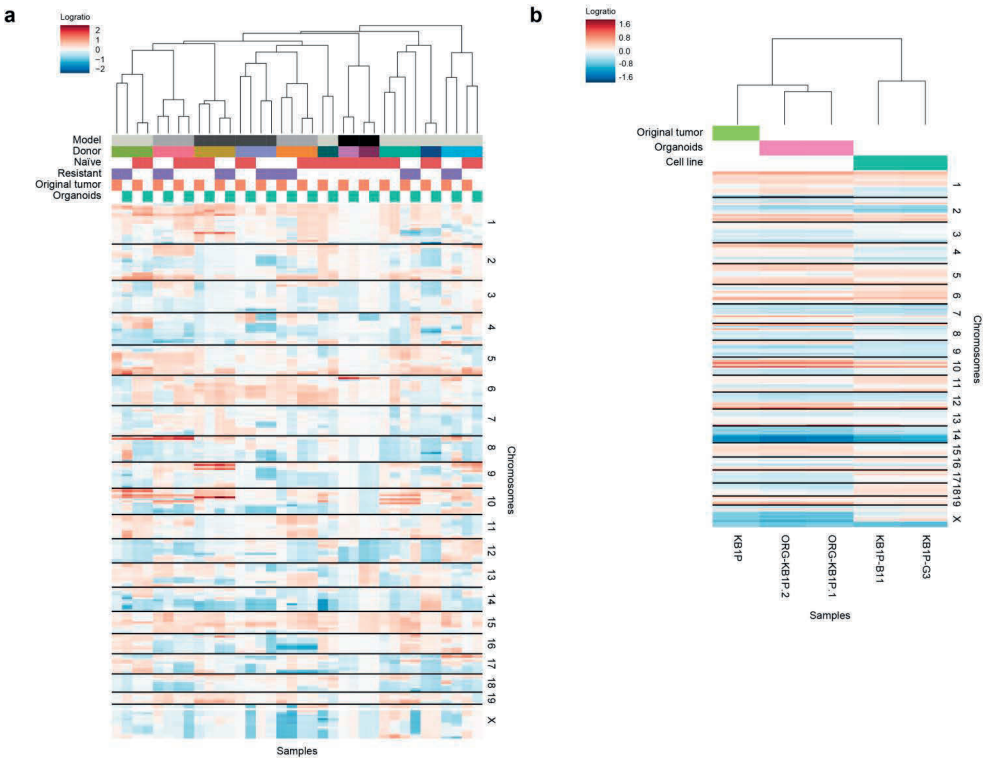 a
Logratio
2
1
0
−1
−2
Model
Donor
Naïve
Resistant
Original tumor
Organoids
1
2
3
4
5
6
7
8
9
10
11
12
13
14
15
16
17
18
19
X
Chromosomes
Samples
b
Logratio
1.6
0.0
-0.8
-1.6
Original tumor
Organoids
Cell line
1
2
3
4
5
6
7
8
9
10
11
12
13
14
15
16
17
18
19
X
Chromosomes
KB1P
ORG-KB1P.2
ORG-KB1P.1
KB1P-B11
KB1P-G3
Samples